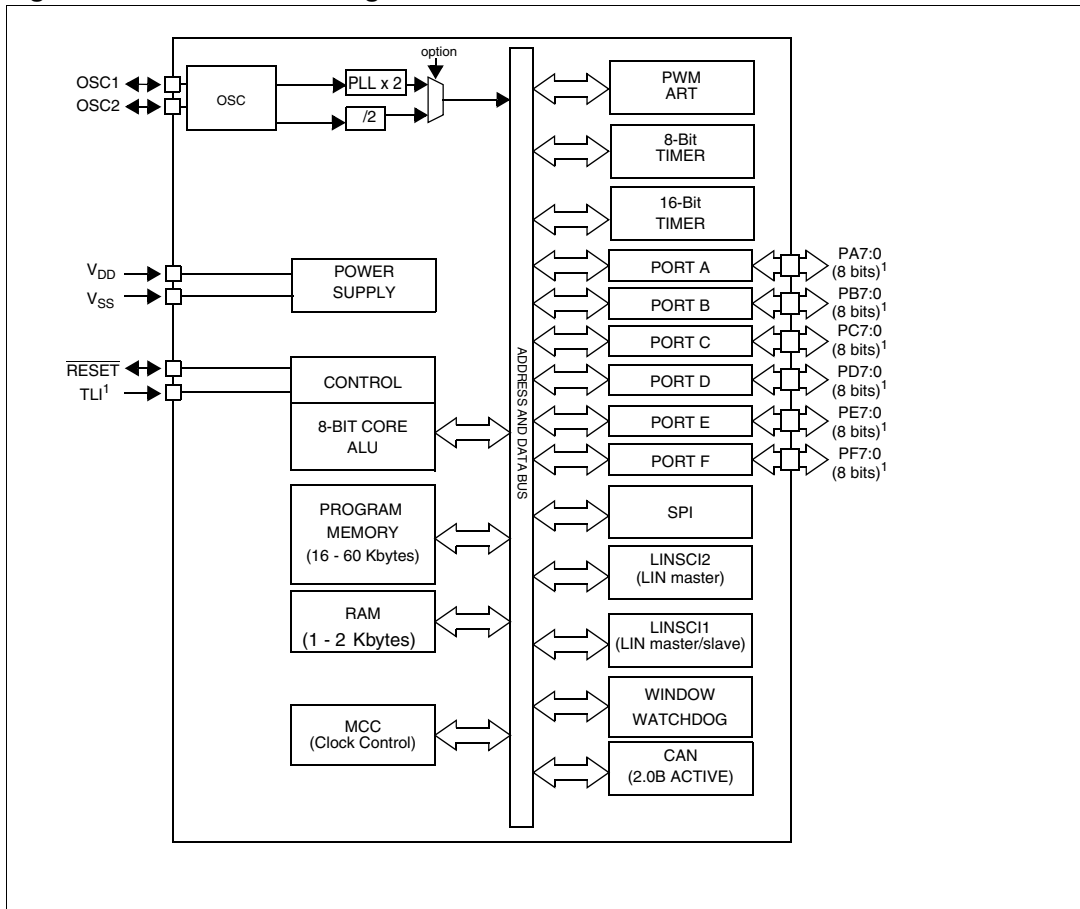 option
OSC1
OSC2
OSC
PLL x 2
/2
VDD
VSS
POWER
SUPPLY
RESET
TLI1
CONTROL
8-BIT CORE
ALU
PROGRAM
MEMORY
(16 - 60 Kbytes)
RAM
(1 - 2 Kbytes)
MCC
(Clock Control)
ADDRESS AND DATA BUS
PWM
ART
8-Bit
TIMER
16-Bit
TIMER
PORT A
PA7:0
(8 bits)1
PORT B
PB7:0
(8 bits)1
PORT C
PC7:0
(8 bits)1
PORT D
PD7:0
(8 bits)1
PORT E
PE7:0
(8 bits)1
PORT F
PF7:0
(8 bits)1
SPI
LINSCI2
(LIN master)
LINSCI1
(LIN master/slave)
WINDOW
WATCHDOG
CAN
(2.0B ACTIVE)